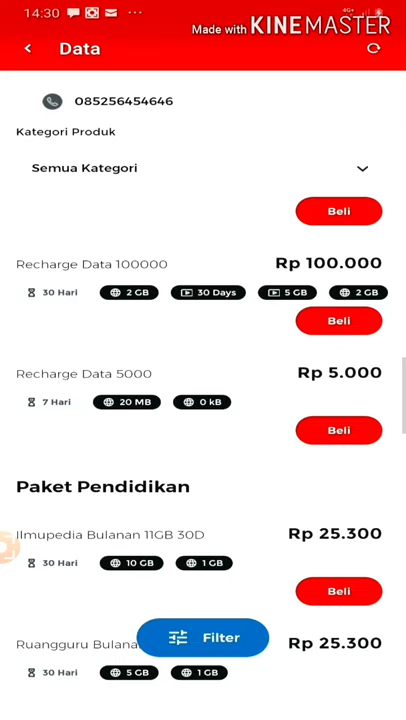 14:30
4G+
Made with KINEMASTER
Data
085256454646
Kategori Produk
Semua Kategori
Beli
Recharge Data 100000
Rp 100.000
30 Hari
2 GB
30 Days
5 GB
2 GB
Beli
Recharge Data 5000
Rp 5.000
7 Hari
20 MB
0 kB
Beli
Paket Pendidikan
Ilmupedia Bulanan 11GB 30D
Rp 25.300
30 Hari
10 GB
1 GB
Beli
Filter
Ruangguru Bulana
Rp 25.300
30 Hari
5 GB
1 GB